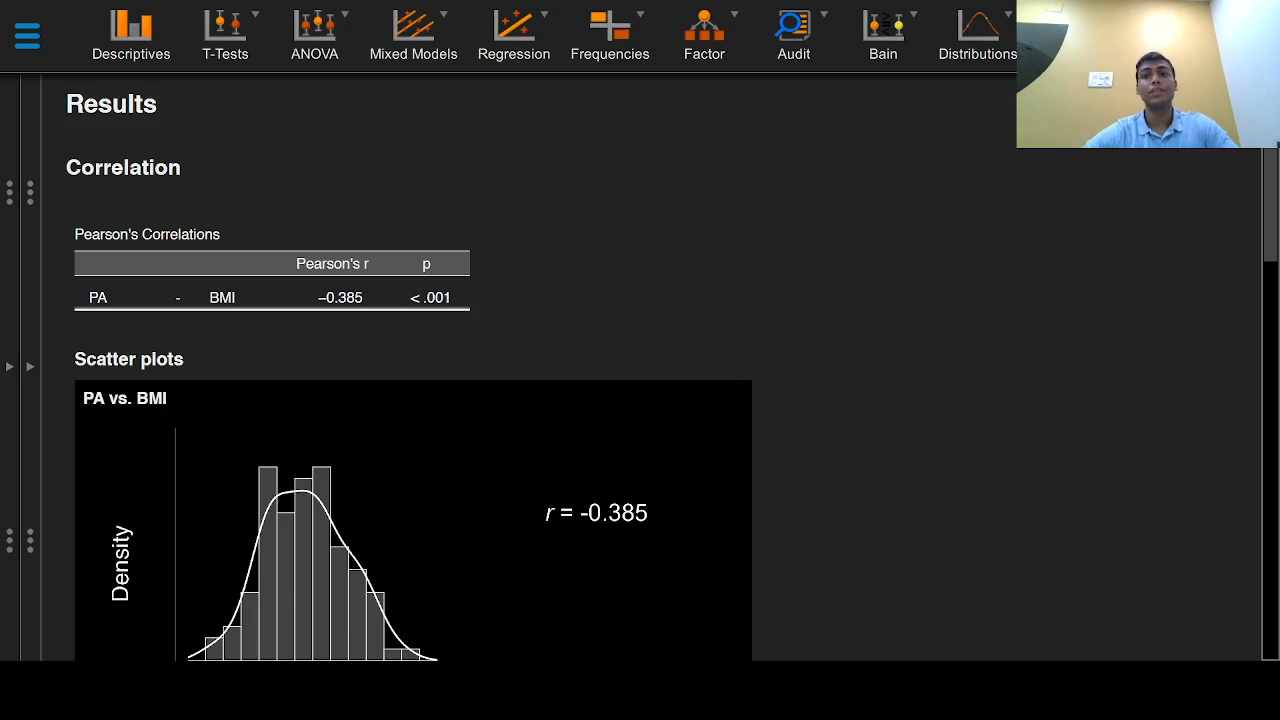 Descriptives T-Tests ANOVA Mixed Models Regression Frequencies Factor Audit Bain Distributions
Results
Correlation
Pearson's Correlations
Pearson's r p
PA - BMI −0.385 < .001
Scatter plots
PA vs. BMI
Density
r = -0.385